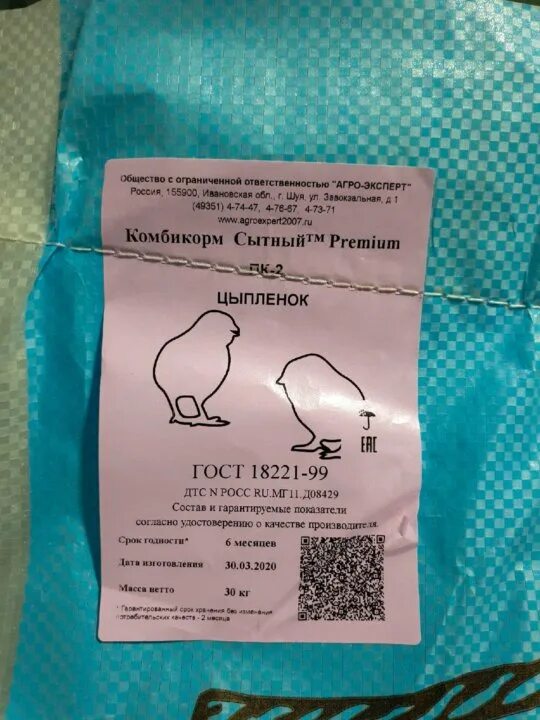 Общество с ограниченной ответственностью "АГРО-ЭКСПЕРТ"
Россия, 155900, Ивановская обл., г. Шуя, ул. Завокзальная, д.1
(49351) 4-74-47, 4-76-67, 4-73-71
www.agroexpert2007.ru
Комбикорм Сытный™ Premium
ПК-2
ЦЫПЛЕНОК
EAC
ГОСТ 18221-99
ДТС N РОСС RU.МГ11.Д08429
Состав и гарантируемые показатели
согласно удостоверению о качестве производителя.
Срок годности* 6 месяцев
Дата изготовления 30.03.2020
Масса нетто 30 кг
* Гарантированный срок хранения без изменения
потребительских качеств - 2 месяца